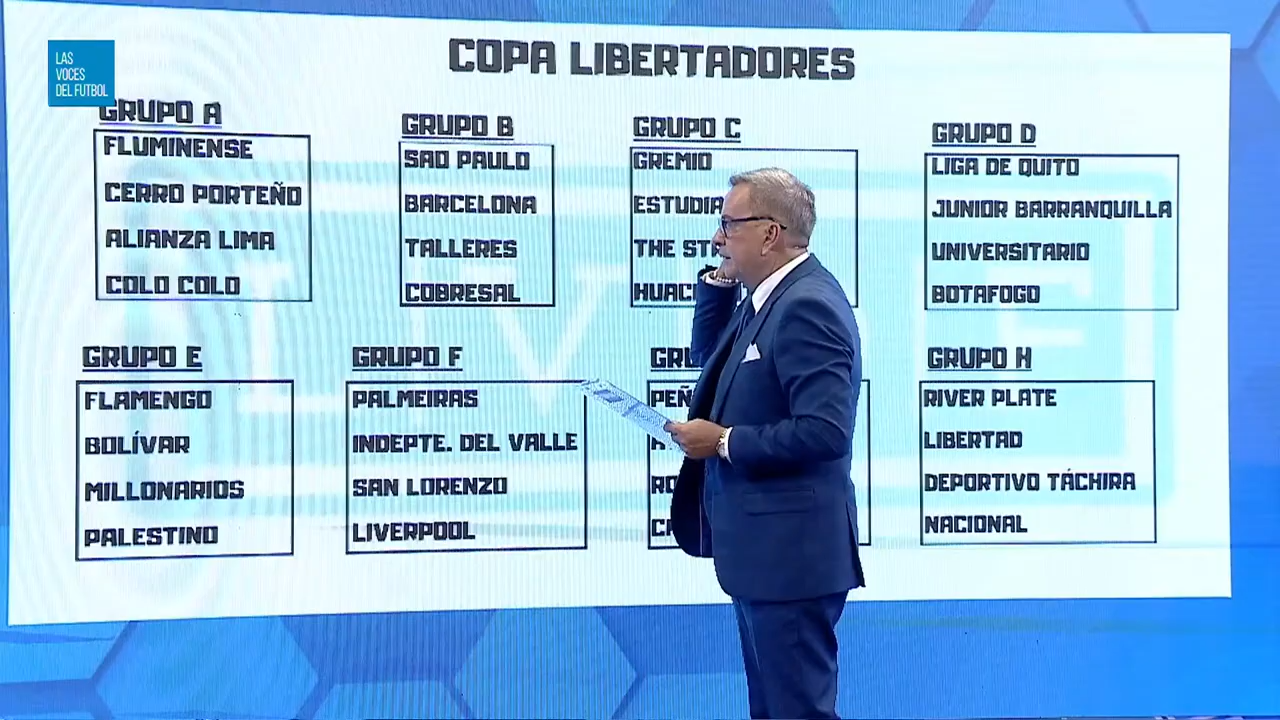 LAS
VOCES
DEL FUTBOL
COPA LIBERTADORES
GRUPO A
FLUMINENSE
CERRO PORTEÑO
ALIANZA LIMA
COLO COLO
GRUPO B
SAO PAULO
BARCELONA
TALLERES
COBRESAL
GRUPO C
GREMIO
THE
GRUPO D
LIGA DE QUITO
JUNIOR BARRANQUILLA
UNIVERSITARIO
BOTAFOGO
GRUPO E
FLAMENGO
BOLÍVAR
MILLONARIOS
PALESTINO
GRUPO F
PALMEIRAS
INDEPTE. DEL VALLE
SAN LORENZO
LIVERPOOL
GRUPO H
RIVER PLATE
LIBERTAD
DEPORTIVO TÁCHIRA
NACIONAL